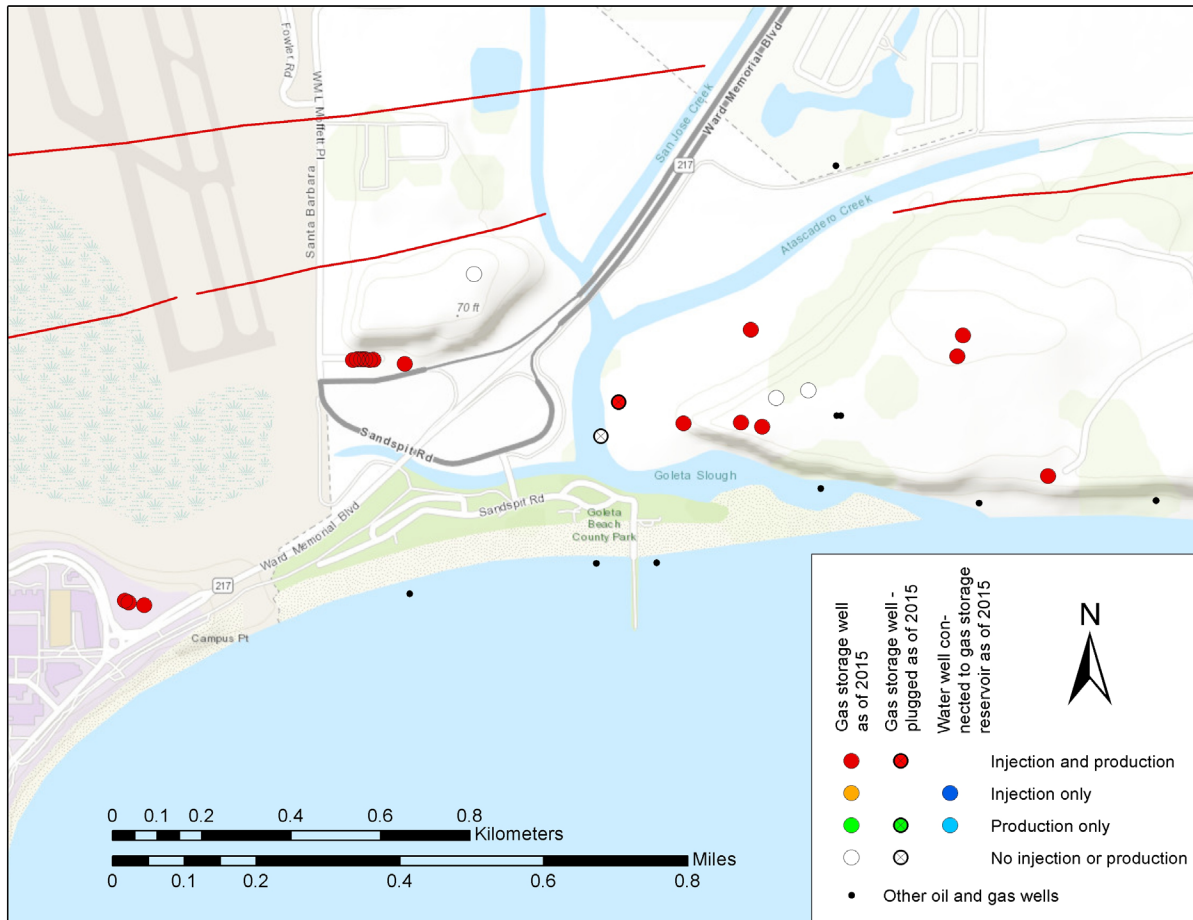 Fowler Rd
WM L Moffett Pl
Santa Barbara
San Jose Creek
Ward Memorial Blvd
217
Atascadero Creek
70 ft
Sandspit Rd
Goleta Slough
Sandspit Rd
Goleta
Beach
County Park
Ward Memorial Blvd
217
Campus Pt
Gas storage well
as of 2015
Gas storage well -
plugged as of 2015
Water well con-
nected to gas storage
reservoir as of 2015
N
Injection and production
Injection only
Production only
No injection or production
Other oil and gas wells
0 0.1 0.2 0.4 0.6 0.8
Kilometers
Miles
0 0.1 0.2 0.4 0.6 0.8